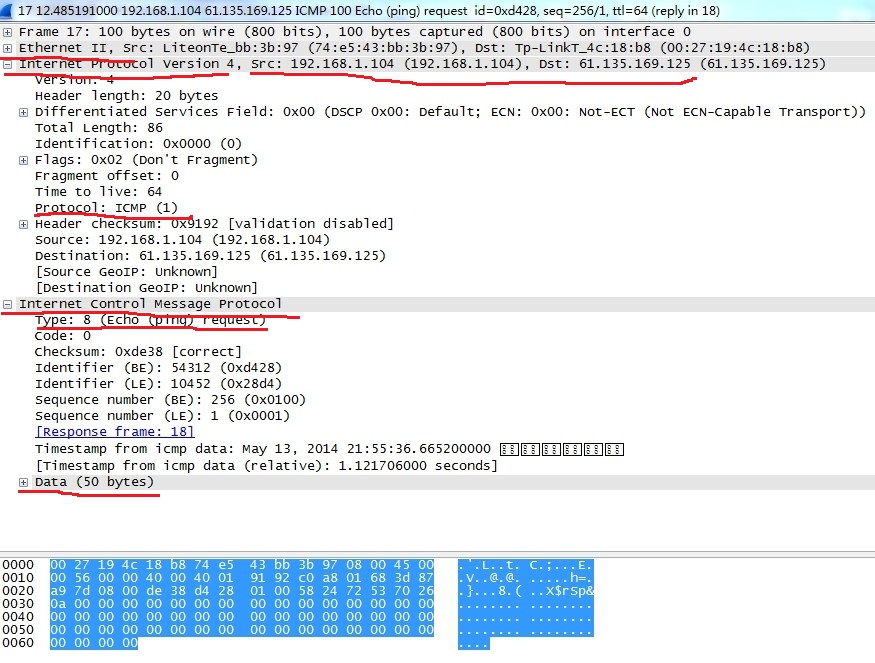 17 12.485191000 192.168.1.104 61.135.169.125 ICMP 100 Echo (ping) request id=0xd428, seq=256/1, ttl=64 (reply in 18)
Frame 17: 100 bytes on wire (800 bits), 100 bytes captured (800 bits) on interface 0
Ethernet II, Src: LiteonTe_bb:3b:97 (74:e5:43:bb:3b:97), Dst: Tp-LinkT_4c:18:b8 (00:27:19:4c:18:b8)
Internet Protocol Version 4, Src: 192.168.1.104 (192.168.1.104), Dst: 61.135.169.125 (61.135.169.125)
Version: 4
Header length: 20 bytes
Differentiated Services Field: 0x00 (DSCP 0x00: Default; ECN: 0x00: Not-ECT (Not ECN-Capable Transport))
Total Length: 86
Identification: 0x0000 (0)
Flags: 0x02 (Don't Fragment)
Fragment offset: 0
Time to live: 64
Protocol: ICMP (1)
Header checksum: 0x9192 [validation disabled]
Source: 192.168.1.104 (192.168.1.104)
Destination: 61.135.169.125 (61.135.169.125)
[Source GeoIP: Unknown]
[Destination GeoIP: Unknown]
Internet Control Message Protocol
Type: 8 (Echo (ping) request)
Code: 0
Checksum: 0xde38 [correct]
Identifier (BE): 54312 (0xd428)
Identifier (LE): 10452 (0x28d4)
Sequence number (BE): 256 (0x0100)
Sequence number (LE): 1 (0x0001)
[Response frame: 18]
Timestamp from icmp data: May 13, 2014 21:55:36.665200000
[Timestamp from icmp data (relative): 1.121706000 seconds]
Data (50 bytes)
0000 00 27 19 4c 18 b8 74 e5 43 bb 3b 97 08 00 45 00 .'.L..t. C.;...E.
0010 00 56 00 00 40 00 40 01 91 92 c0 a8 01 68 3d 87 .V..@.@. .....h=.
0020 a9 7d 08 00 de 38 d4 28 01 00 58 24 72 53 70 26 .}...8.( ..X$rSp&
0030 0a 00 00 00 00 00 00 00 00 00 00 00 00 00 00 00 ........ ........
0040 00 00 00 00 00 00 00 00 00 00 00 00 00 00 00 00 ........ ........
0050 00 00 00 00 00 00 00 00 00 00 00 00 00 00 00 00 ........ ........
0060 00 00 00 00 ....